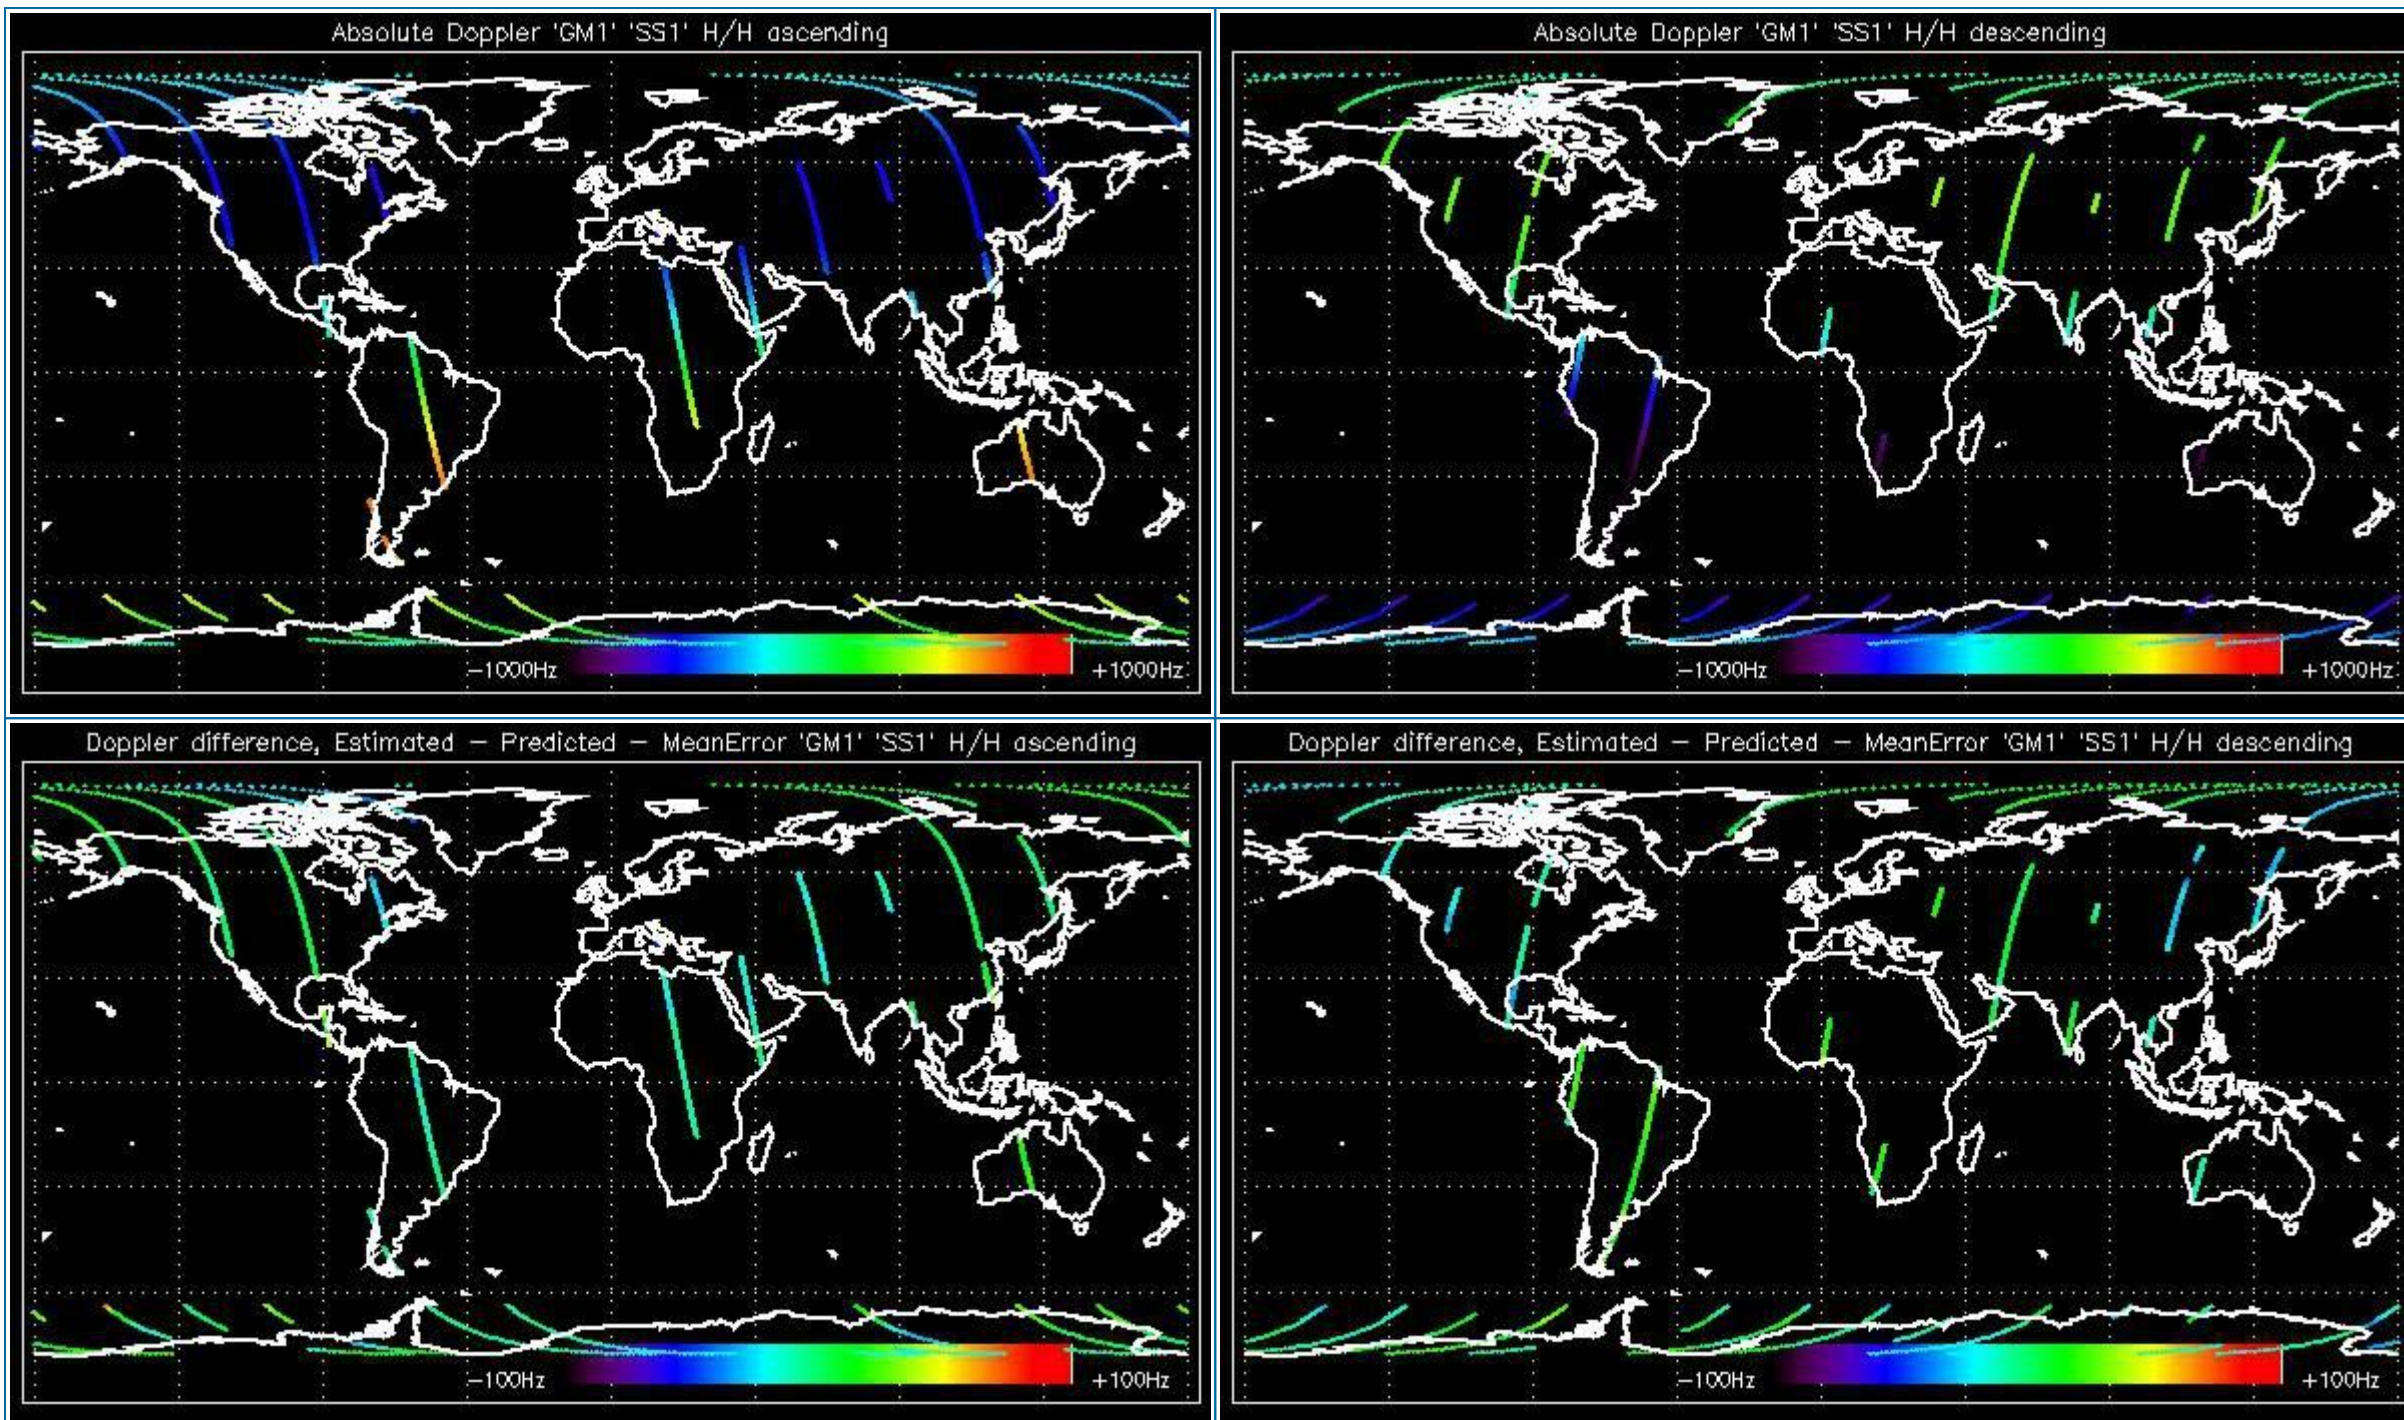 Absolute Doppler 'GM1' 'SS1' H/H ascending
-1000Hz
+1000Hz
Absolute Doppler 'GM1' 'SS1' H/H descending
-1000Hz
+1000Hz
Doppler difference, Estimated - Predicted - MeanError 'GM1' 'SS1' H/H ascending
-100Hz
+100Hz
Doppler difference, Estimated - Predicted - MeanError 'GM1' 'SS1' H/H descending
-100Hz
+100Hz